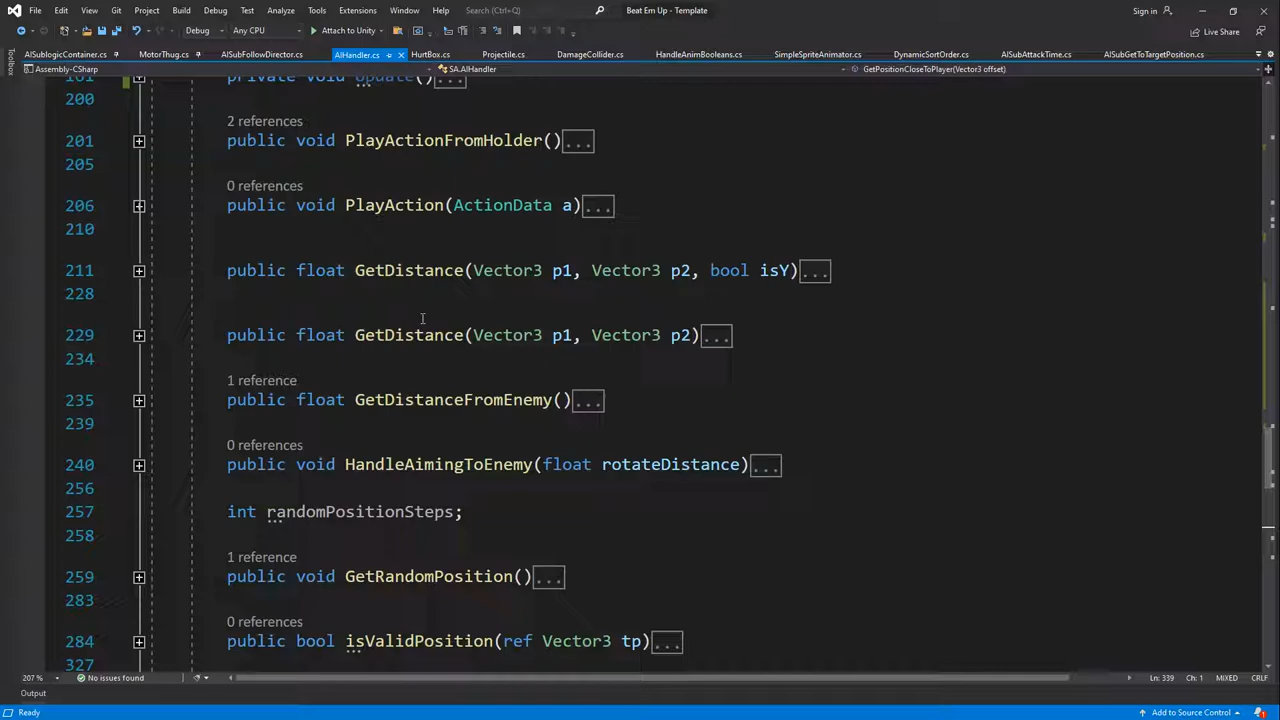 File Edit View Git Project Build Debug Test Analyze Tools Extensions Window Help Search (Ctrl+Q) Beat Em Up - Template Sign in
Debug Any CPU Attach to Unity Live Share
AISublogicContainer.cs MotorThug.cs AISubFollowDirector.cs AIHandler.cs HurtBox.cs Projectile.cs DamageCollider.cs HandleAnimBooleans.cs SimpleSpriteAnimator.cs DynamicSortOrder.cs AISubAttackTime.cs AISubGetToTargetPosition.cs
Toolbox
Assembly-CSharp SA.AIHandler GetPositionCloseToPlayer(Vector3 offset)
161 private void Update()...
200
2 references
201 public void PlayActionFromHolder()...
205
0 references
206 public void PlayAction(ActionData a)...
210
211 public float GetDistance(Vector3 p1, Vector3 p2, bool isY)...
228
229 public float GetDistance(Vector3 p1, Vector3 p2)...
234
1 reference
235 public float GetDistanceFromEnemy()...
239
0 references
240 public void HandleAimingToEnemy(float rotateDistance)...
256
257 int randomPositionSteps;
258
1 reference
259 public void GetRandomPosition()...
283
0 references
284 public bool isValidPosition(ref Vector3 tp)...
327
207 % No issues found Ln: 339 Ch: 1 MIXED CRLF
Output
Ready Add to Source Control